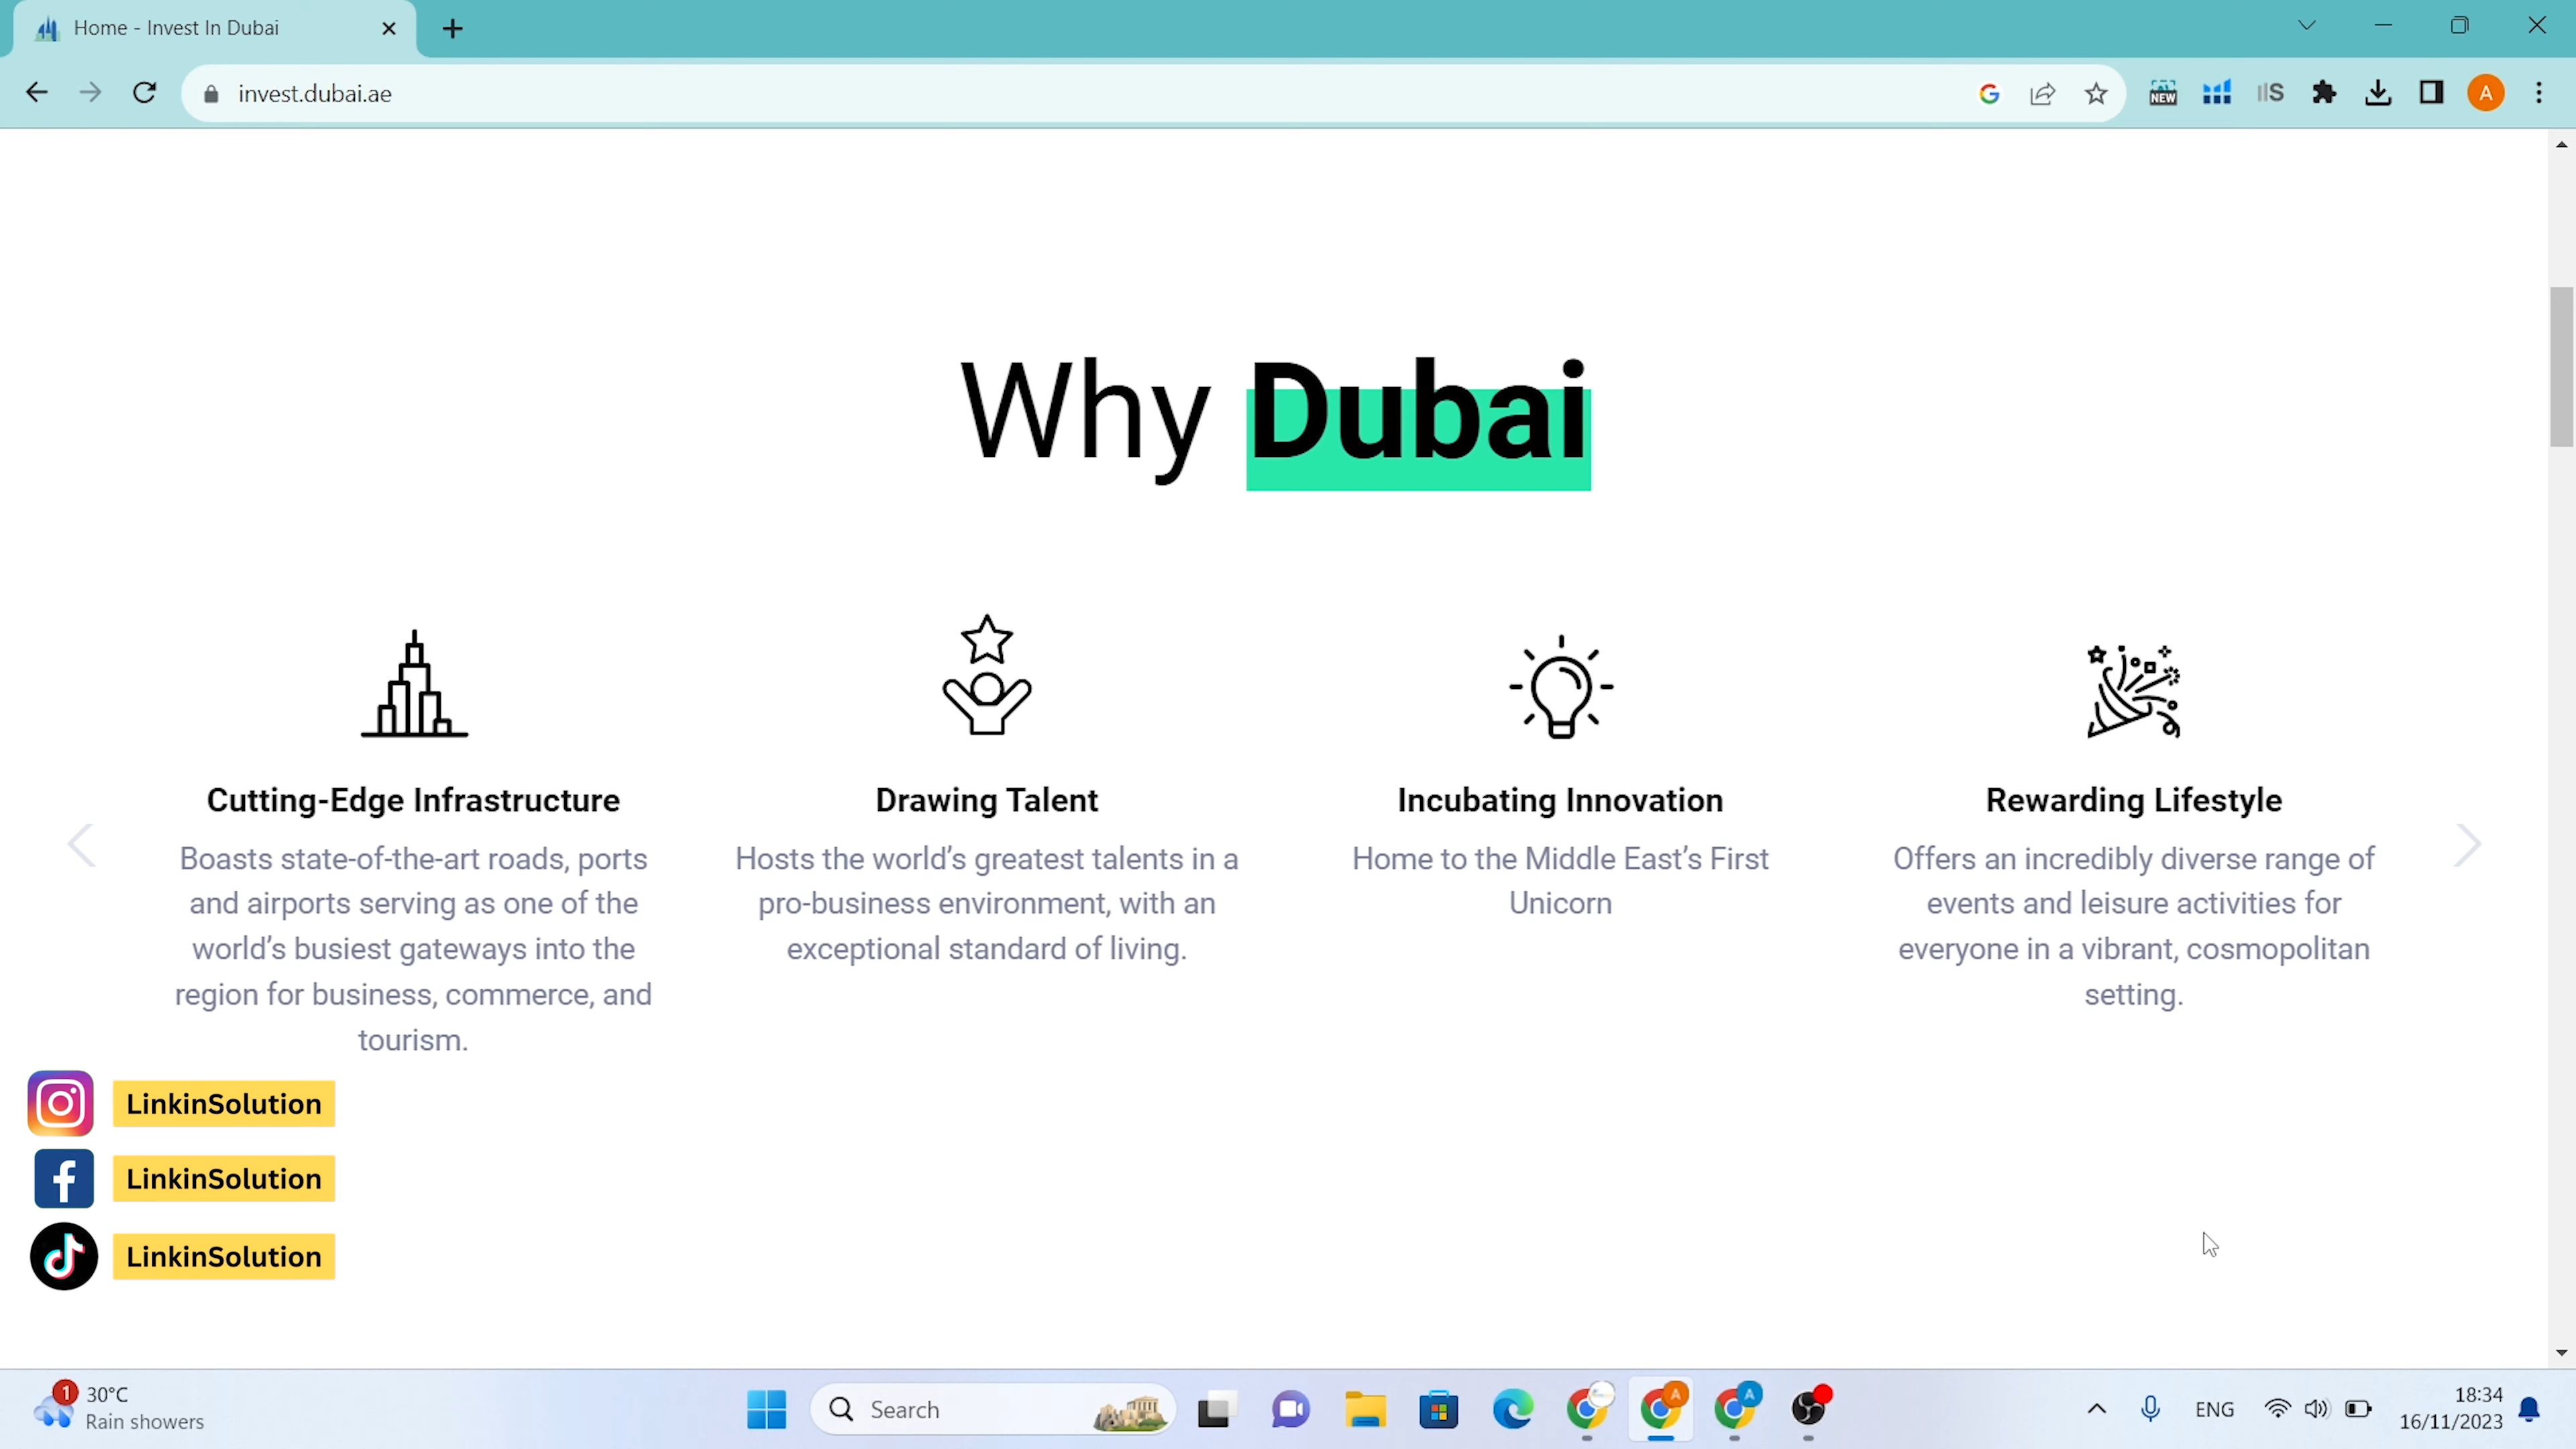 Home - Invest In Dubai
invest.dubai.ae
NEW
S
A
Why Dubai
Cutting-Edge Infrastructure
Boasts state-of-the-art roads, ports
and airports serving as one of the
world's busiest gateways into the
region for business, commerce, and
tourism.
Drawing Talent
Hosts the world's greatest talents in a
pro-business environment, with an
exceptional standard of living.
Incubating Innovation
Home to the Middle East's First
Unicorn
Rewarding Lifestyle
Offers an incredibly diverse range of
events and leisure activities for
everyone in a vibrant, cosmopolitan
setting.
LinkinSolution
LinkinSolution
LinkinSolution
1
30°C
Rain showers
Search
A
A
ENG
18:34
16/11/2023